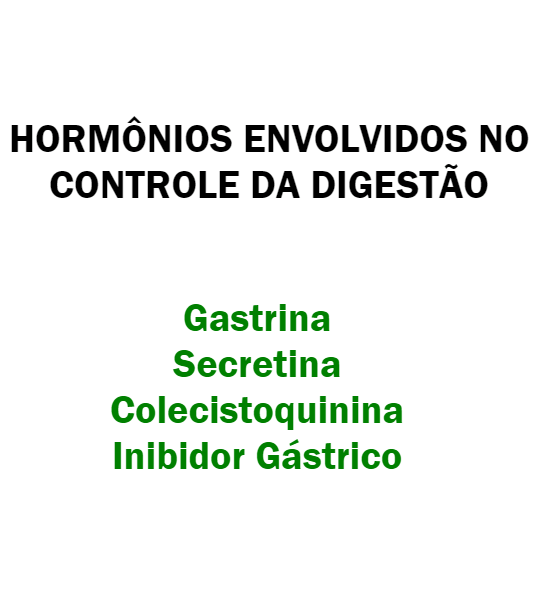 HORMÔNIOS ENVOLVIDOS NO
CONTROLE DA DIGESTÃO
Gastrina
Secretina
Colecistoquinina
Inibidor Gástrico